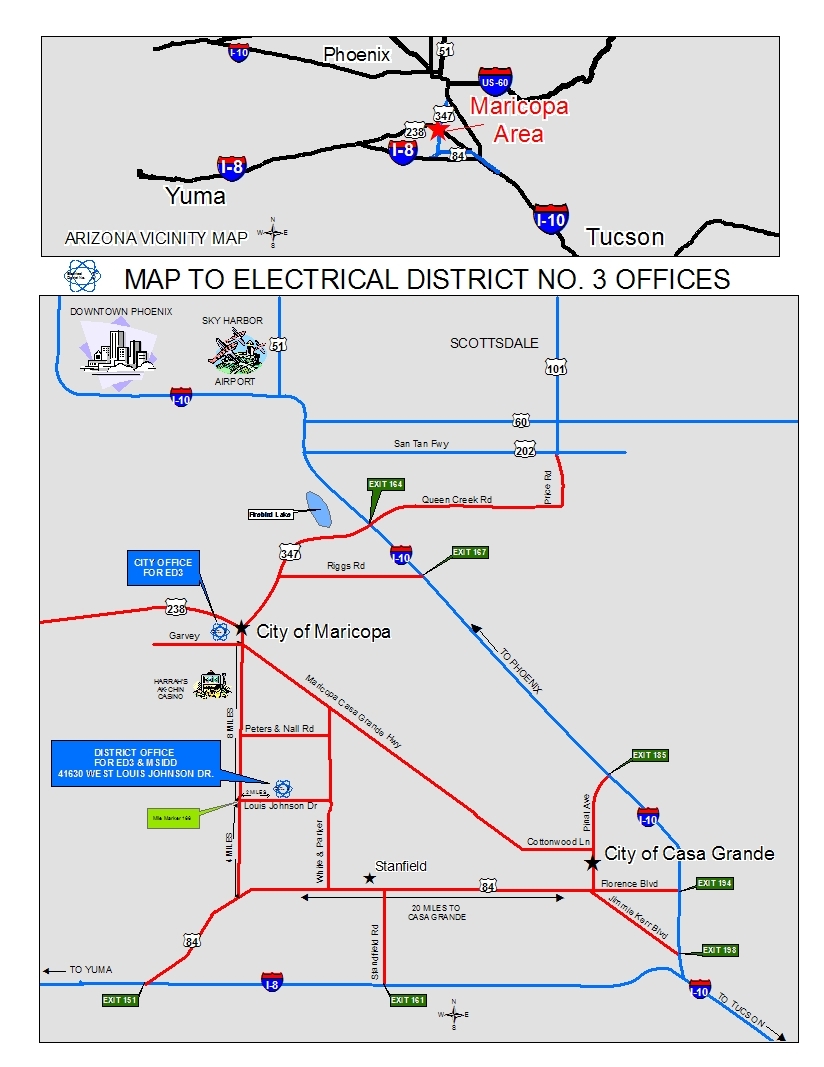 I-10
Phoenix
51
US-60
Maricopa
Area
347
238
I-8
84
I-8
Yuma
I-10
Tucson
ARIZONA VICINITY MAP
N
W
E
S
MAP TO ELECTRICAL DISTRICT NO. 3 OFFICES
DOWNTOWN PHOENIX
SKY HARBOR
AIRPORT
51
SCOTTSDALE
101
I-10
60
San Tan Fwy
202
EXIT 164
Queen Creek Rd
Price Rd
Firebird Lake
347
I-10
EXIT 167
Riggs Rd
CITY OFFICE
FOR ED3
238
City of Maricopa
Garvey
TO PHOENIX
HARRAH'S
AK-CHIN
CASINO
Maricopa Casa Grande Hwy
8 MILES
Peters & Nall Rd
DISTRICT OFFICE
FOR ED3 & MSIDD
41630 WEST LOUIS JOHNSON DR.
2 MILES
Louis Johnson Dr
EXIT 185
Pinal Ave
I-10
4 MILES
White & Parker
Cottonwood Ln
City of Casa Grande
Stanfield
84
Florence Blvd
EXIT 194
20 MILES TO
CASA GRANDE
Jimmie Kerr Blvd
84
Standfield Rd
EXIT 198
TO YUMA
I-8
EXIT 151
EXIT 161
I-10
TO TUCSON
N
W
E
S